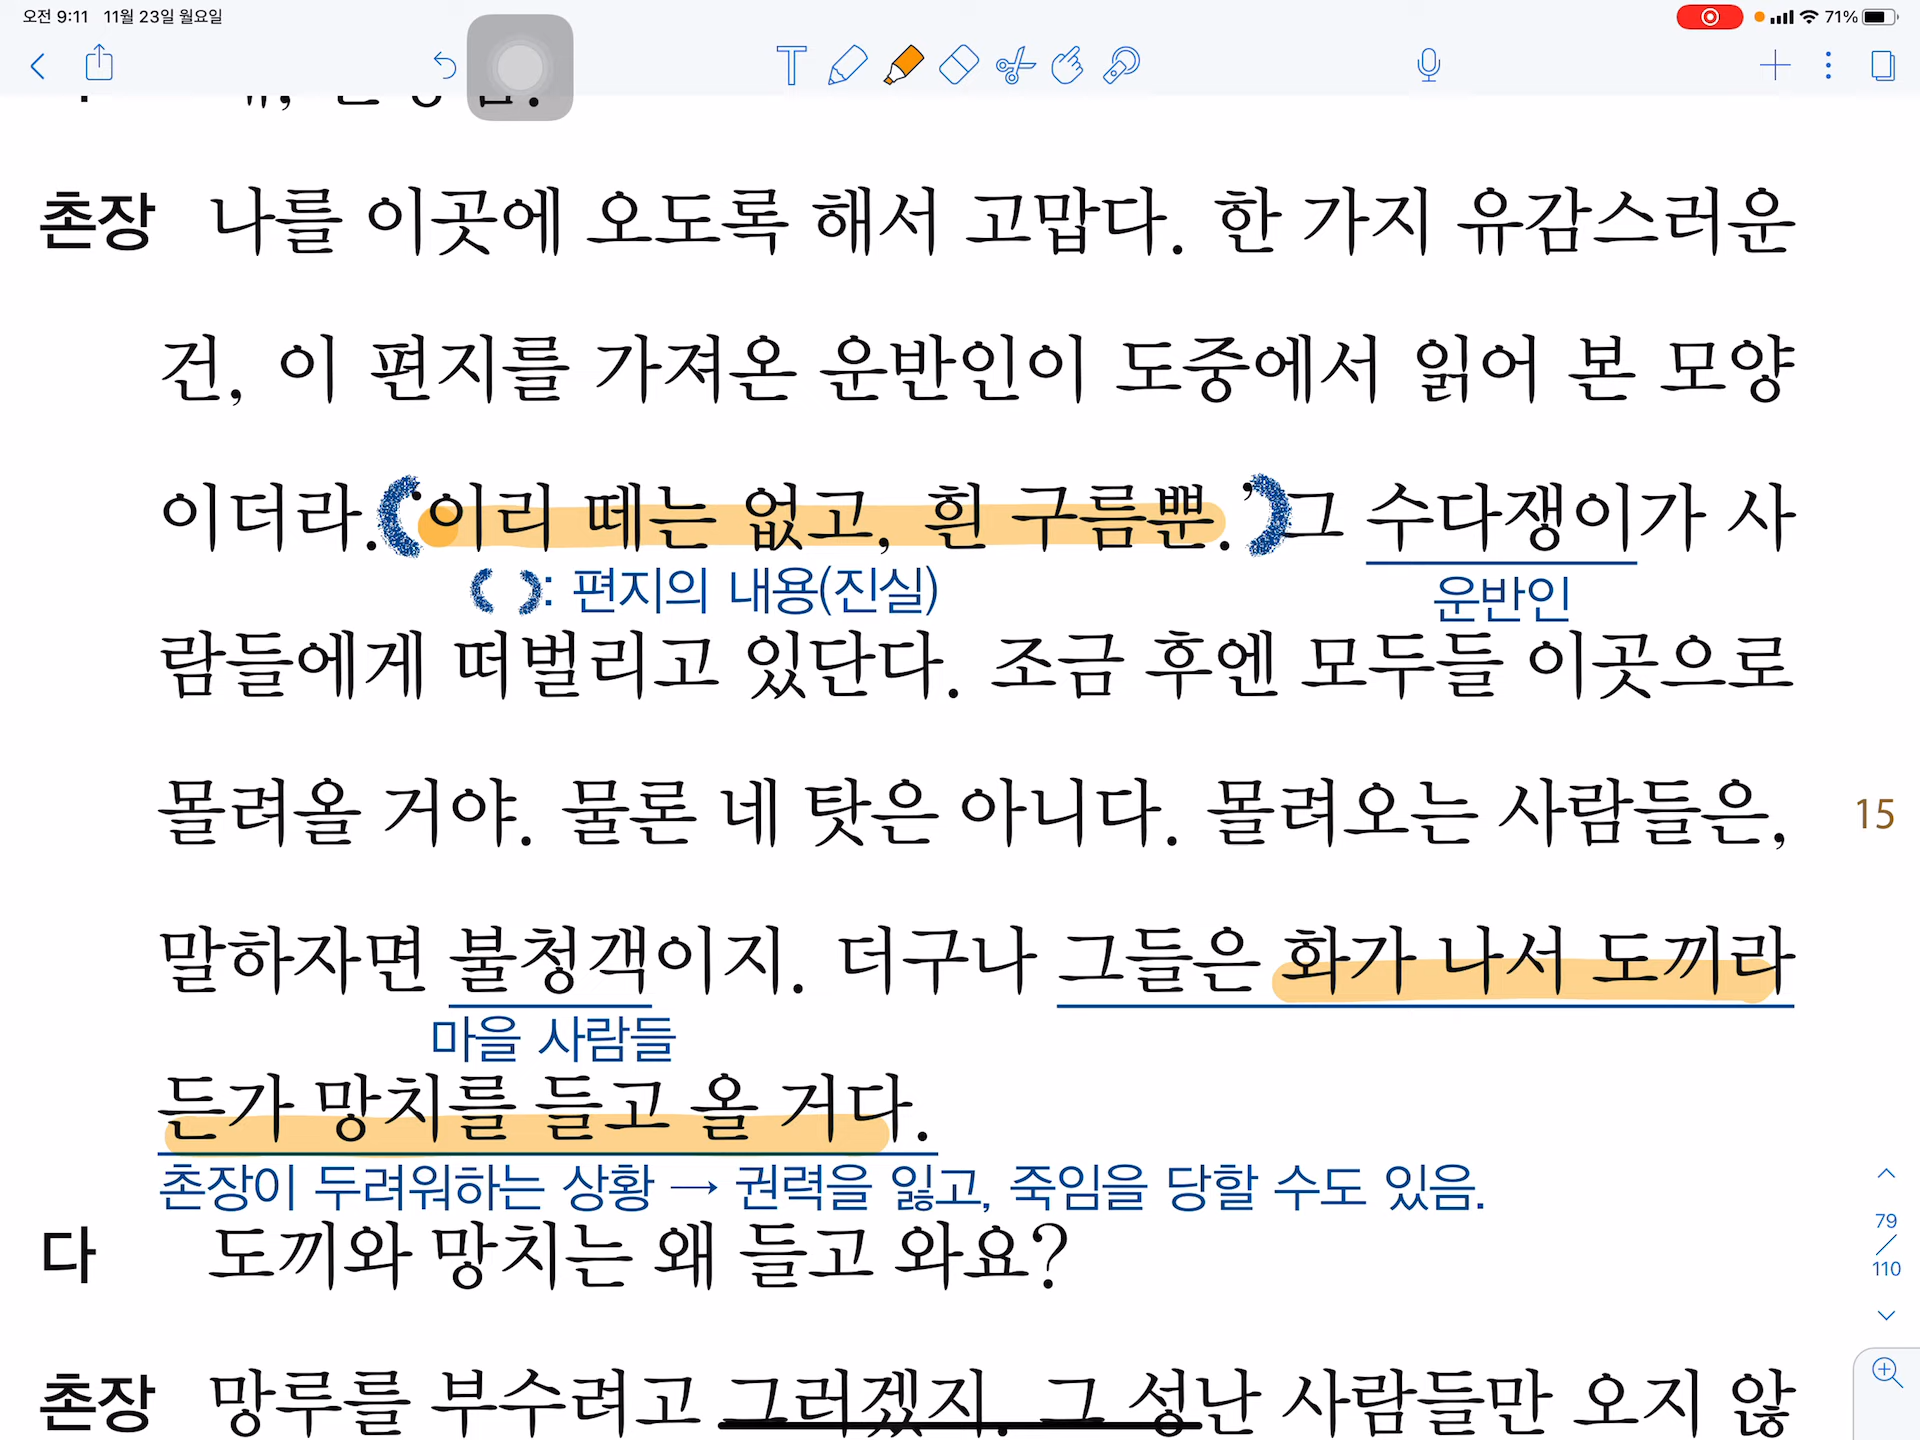 오전 9:11 11월 23일 월요일
71%
촌장 나를 이곳에 오도록 해서 고맙다. 한 가지 유감스러운
건, 이 편지를 가져온 운반인이 도중에서 읽어 본 모양
이더라. ‘이리 떼는 없고, 흰 구름뿐.’ 그 수다쟁이가 사
( ): 편지의 내용(진실)
운반인
람들에게 떠벌리고 있단다. 조금 후엔 모두들 이곳으로
몰려올 거야. 물론 네 탓은 아니다. 몰려오는 사람들은,
15
말하자면 불청객이지. 더구나 그들은 화가 나서 도끼라
마을 사람들
든가 망치를 들고 올 거다.
촌장이 두려워하는 상황 → 권력을 잃고, 죽임을 당할 수도 있음.
다 도끼와 망치는 왜 들고 와요?
79
/
110
촌장 망루를 부수려고 그러겠지. 그 성난 사람들만 오지 않